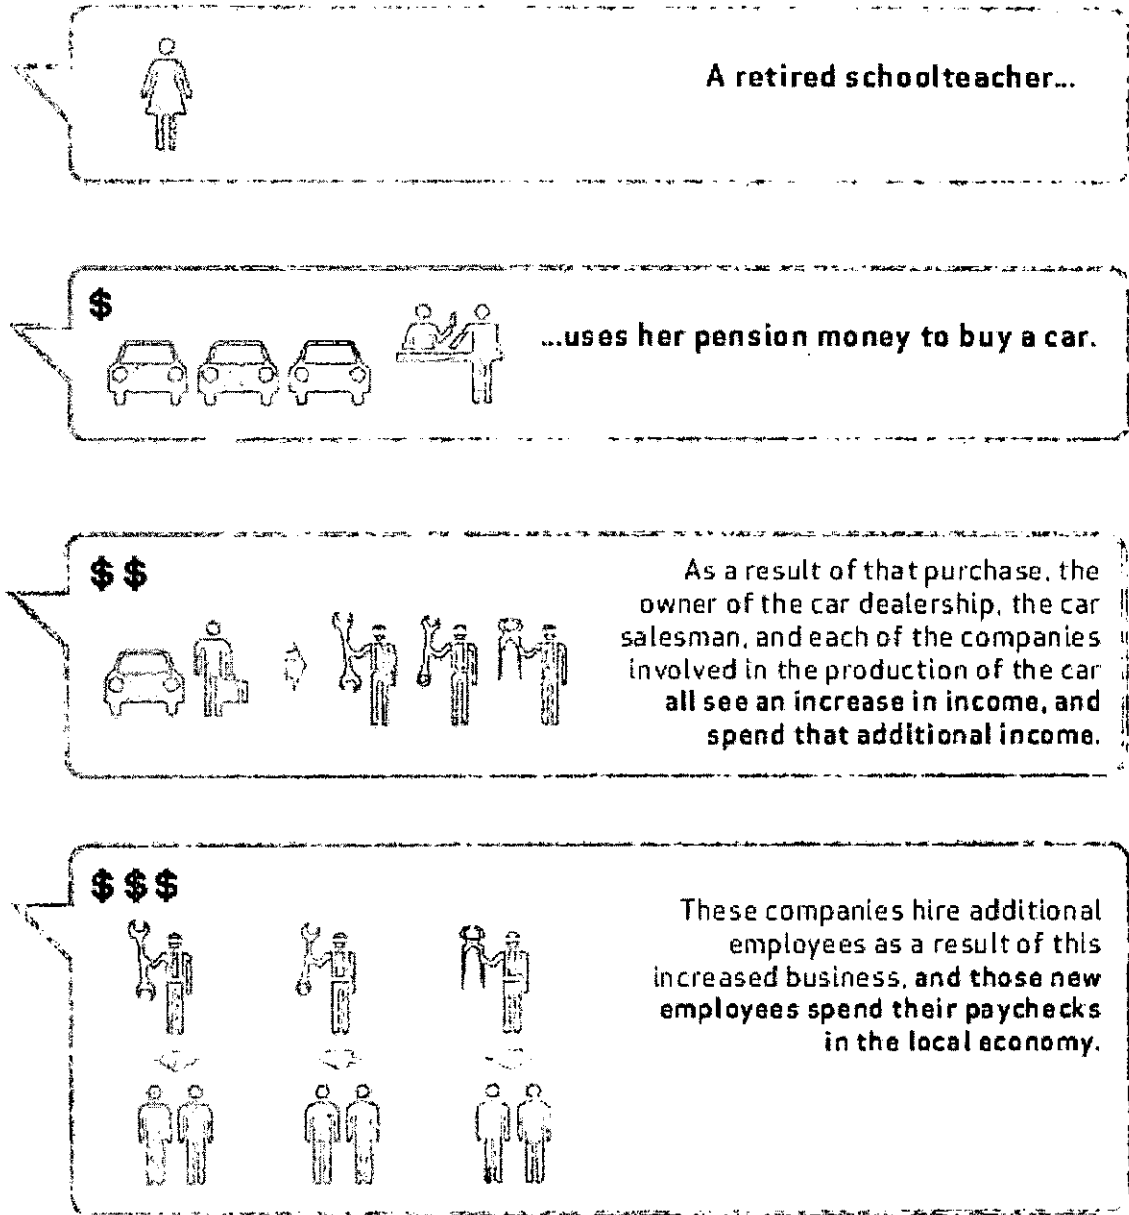 A retired schoolteacher...
$
...uses her pension money to buy a car.
$ $
As a result of that purchase, the
owner of the car dealership, the car
salesman, and each of the companies
involved in the production of the car
all see an increase in income, and
spend that additional income.
$ $ $
These companies hire additional
employees as a result of this
increased business, and those new
employees spend their paychecks
in the local economy.